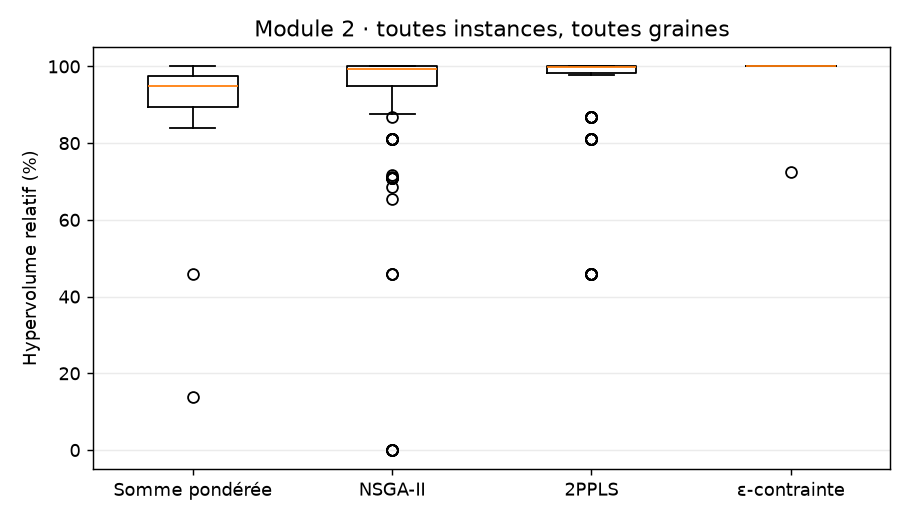 Module 2 · toutes instances, toutes graines
Hypervolume relatif (%)
100
80
60
40
20
0
Somme pondérée
NSGA-II
2PPLS
ε-contrainte